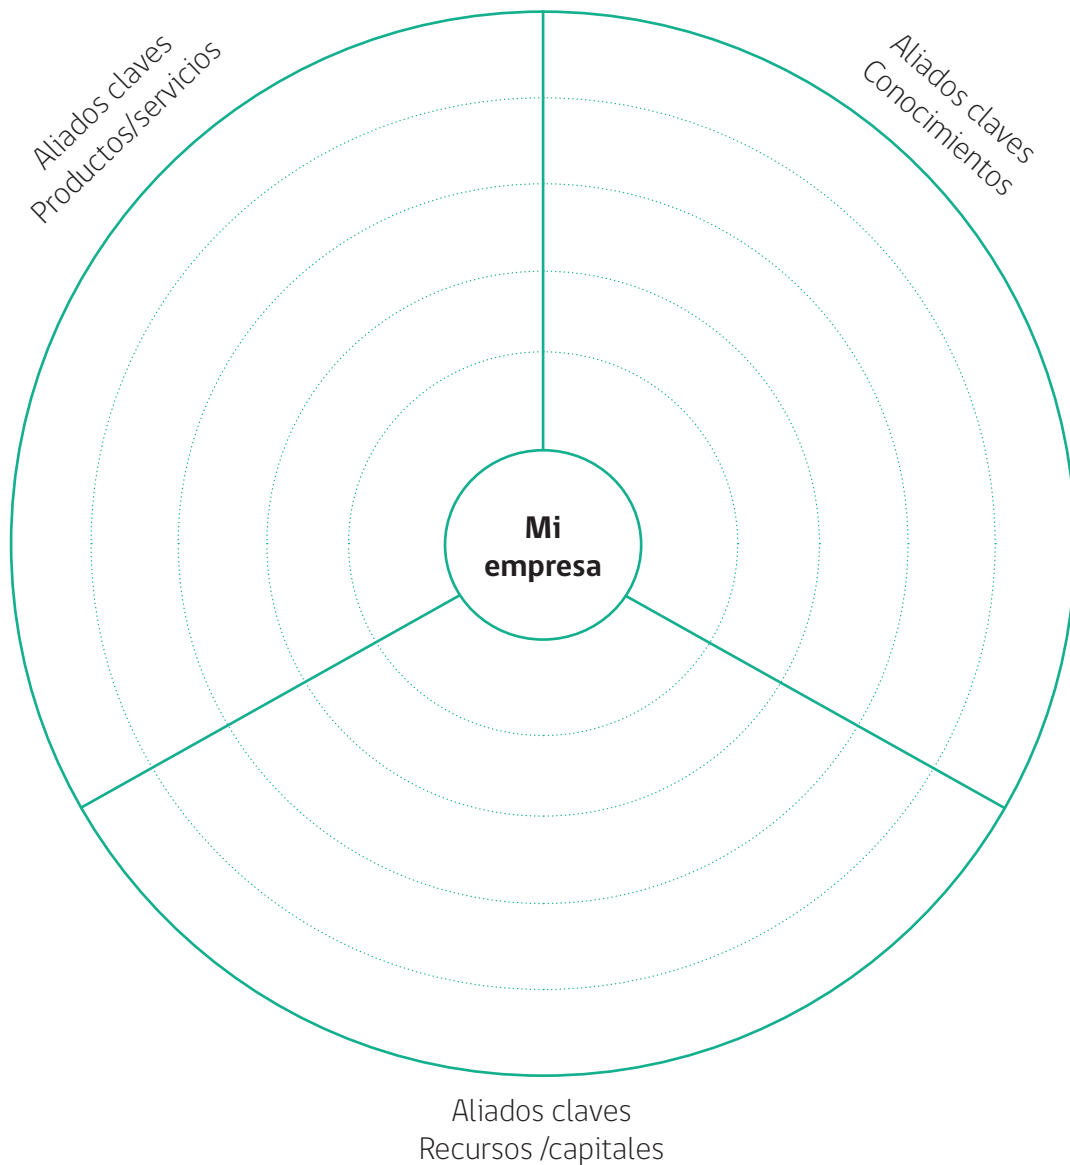 Aliados claves
Productos/servicios
Aliados claves
Conocimientos
Mi
empresa
Aliados claves
Recursos /capitales